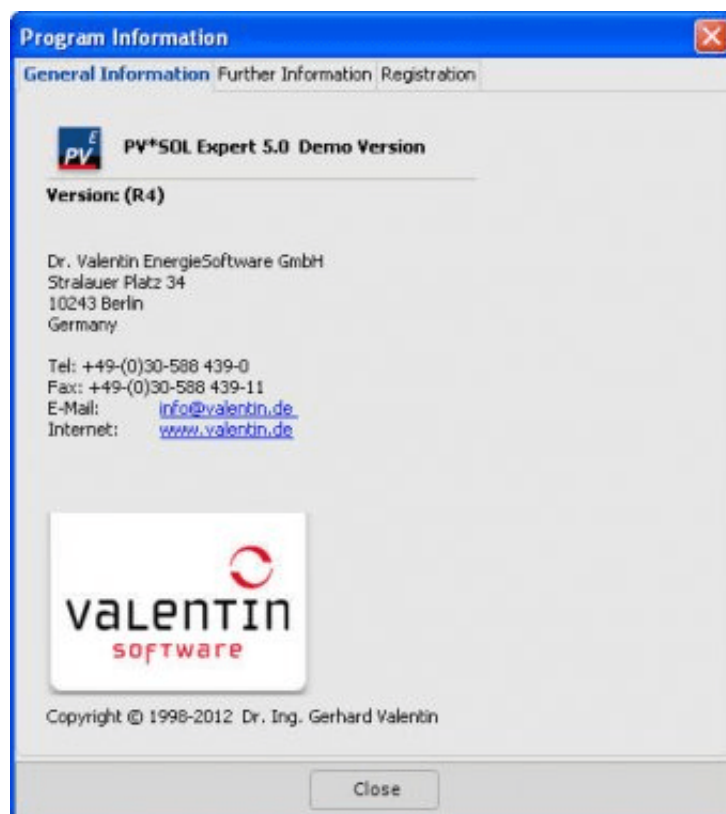 Program Information
General Information Further Information Registration
PV E
PV*SOL Expert 5.0 Demo Version
Version: (R4)
Dr. Valentin EnergieSoftware GmbH
Stralauer Platz 34
10243 Berlin
Germany
Tel: +49-(0)30-588 439-0
Fax: +49-(0)30-588 439-11
E-Mail: info@valentin.de
Internet: www.valentin.de
valentin
software
Copyright © 1998-2012 Dr. Ing. Gerhard Valentin
Close